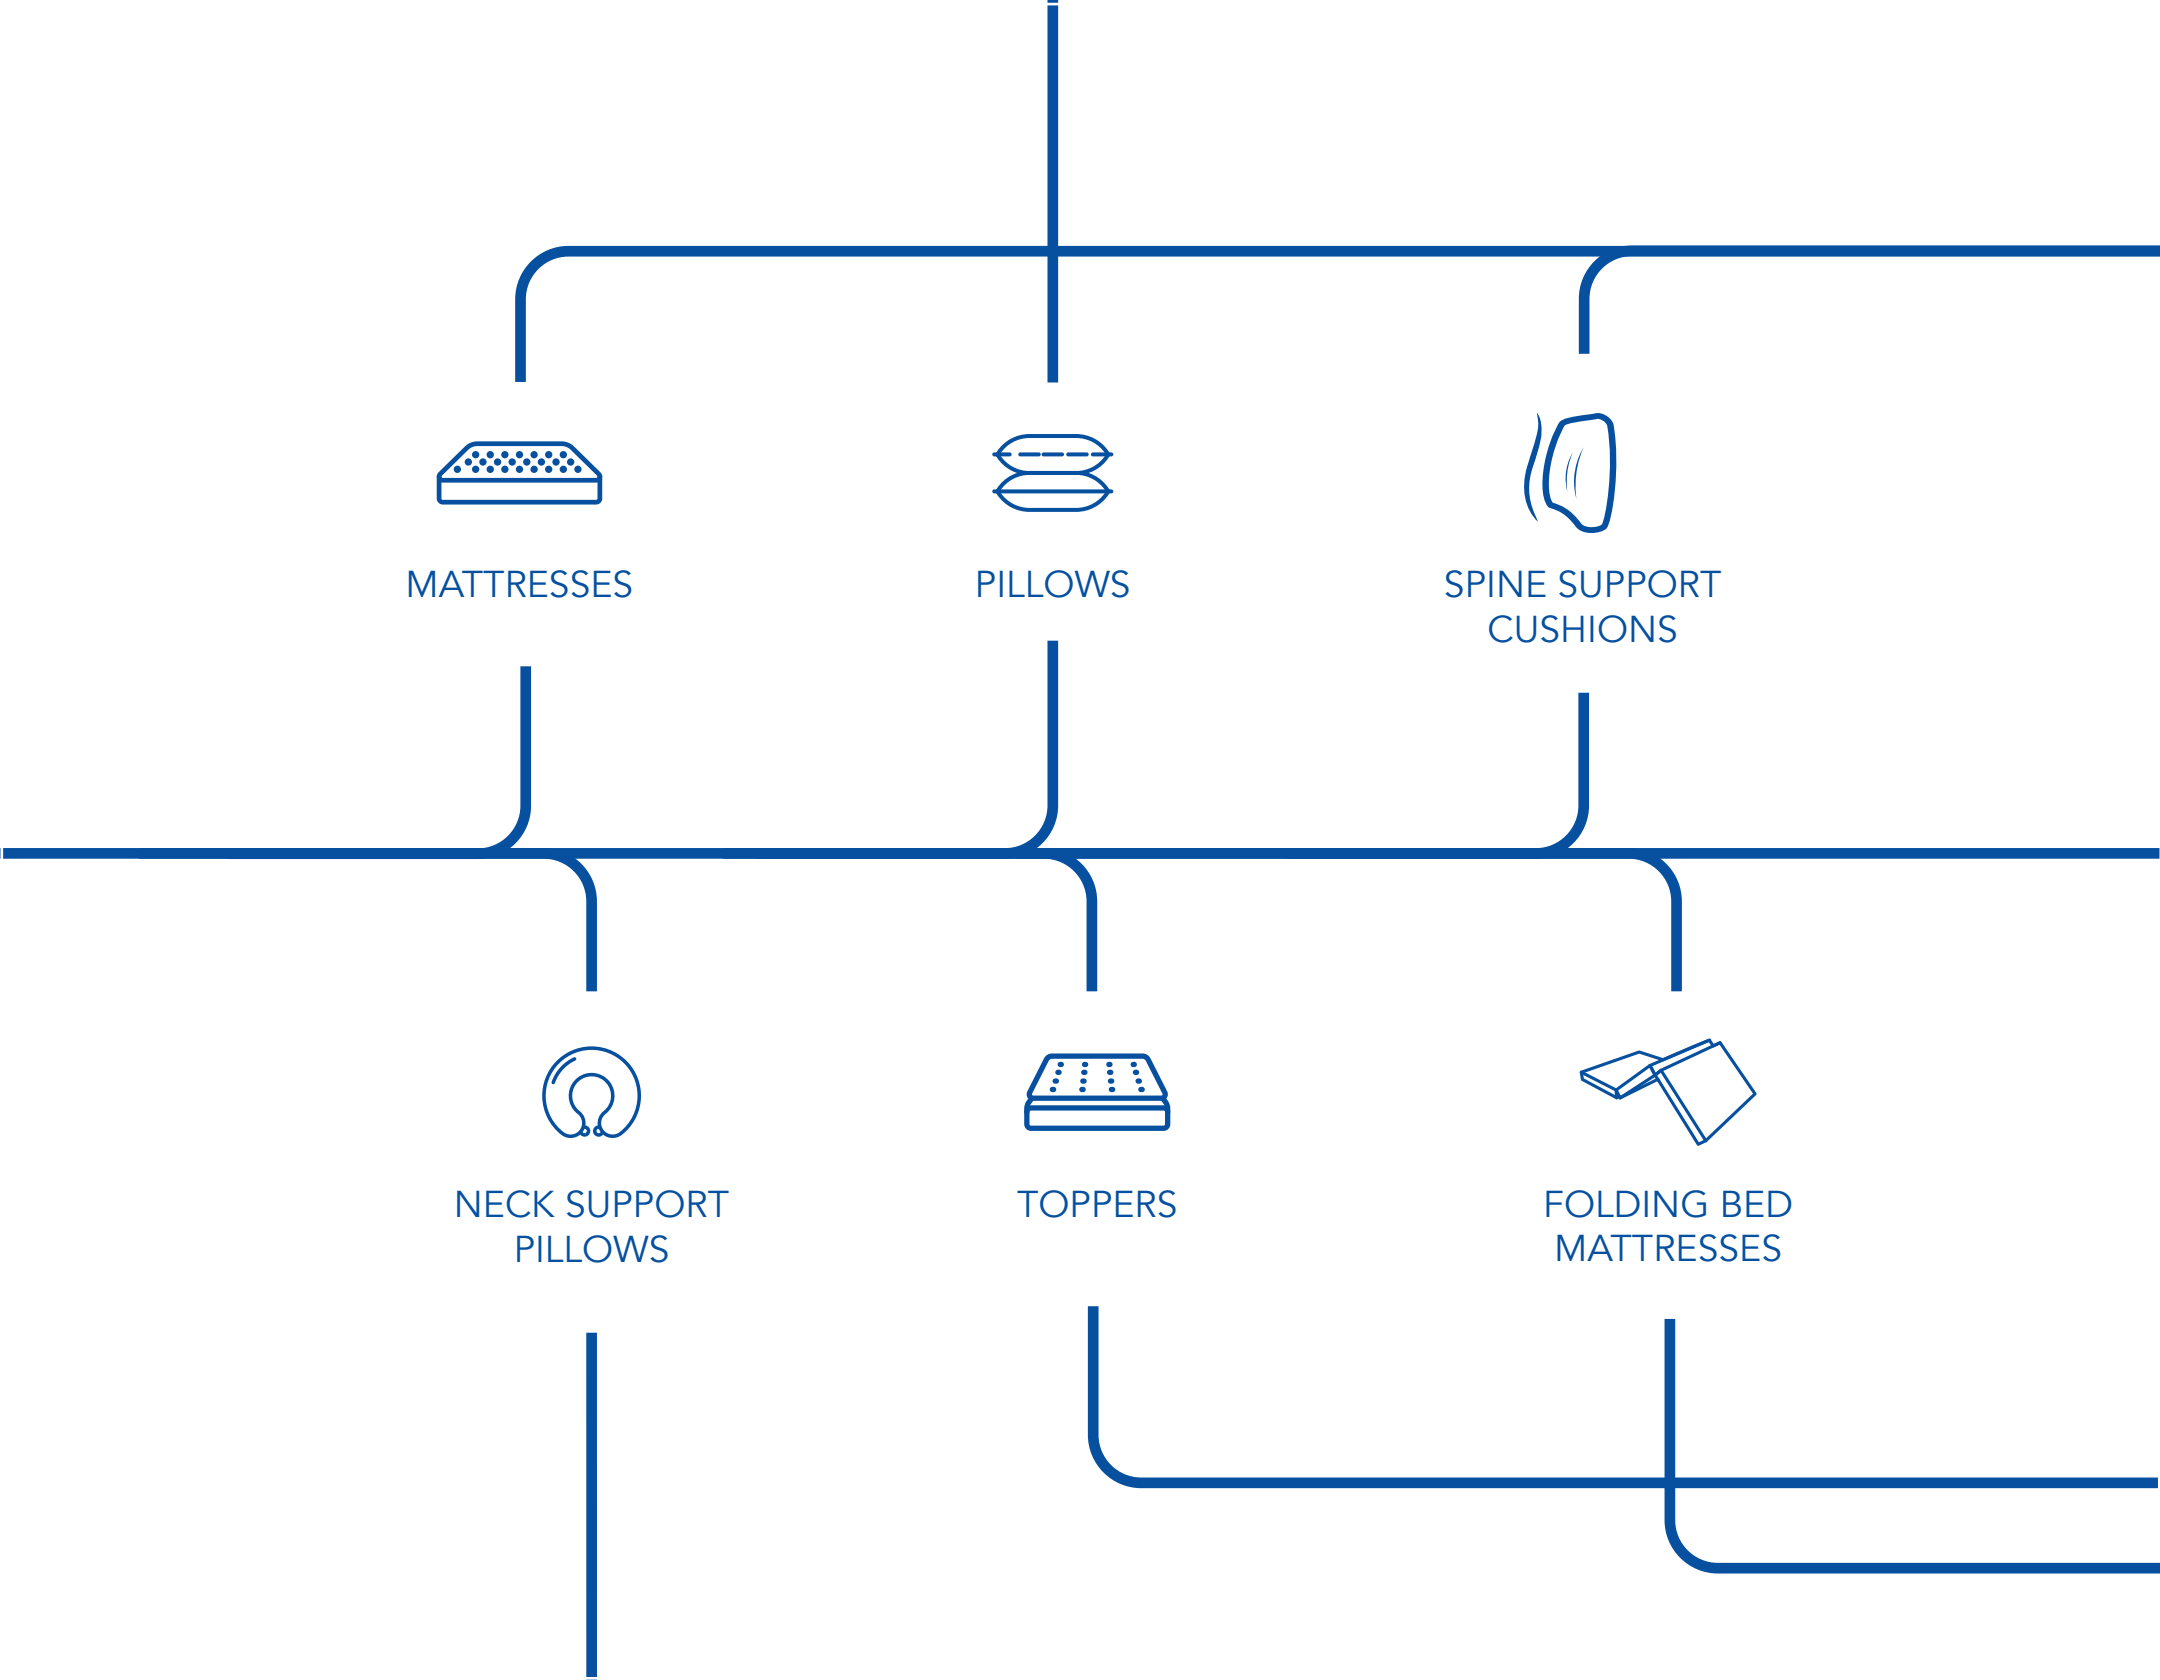 MATTRESSES
PILLOWS
SPINE SUPPORT
CUSHIONS
NECK SUPPORT
PILLOWS
TOPPERS
FOLDING BED
MATTRESSES